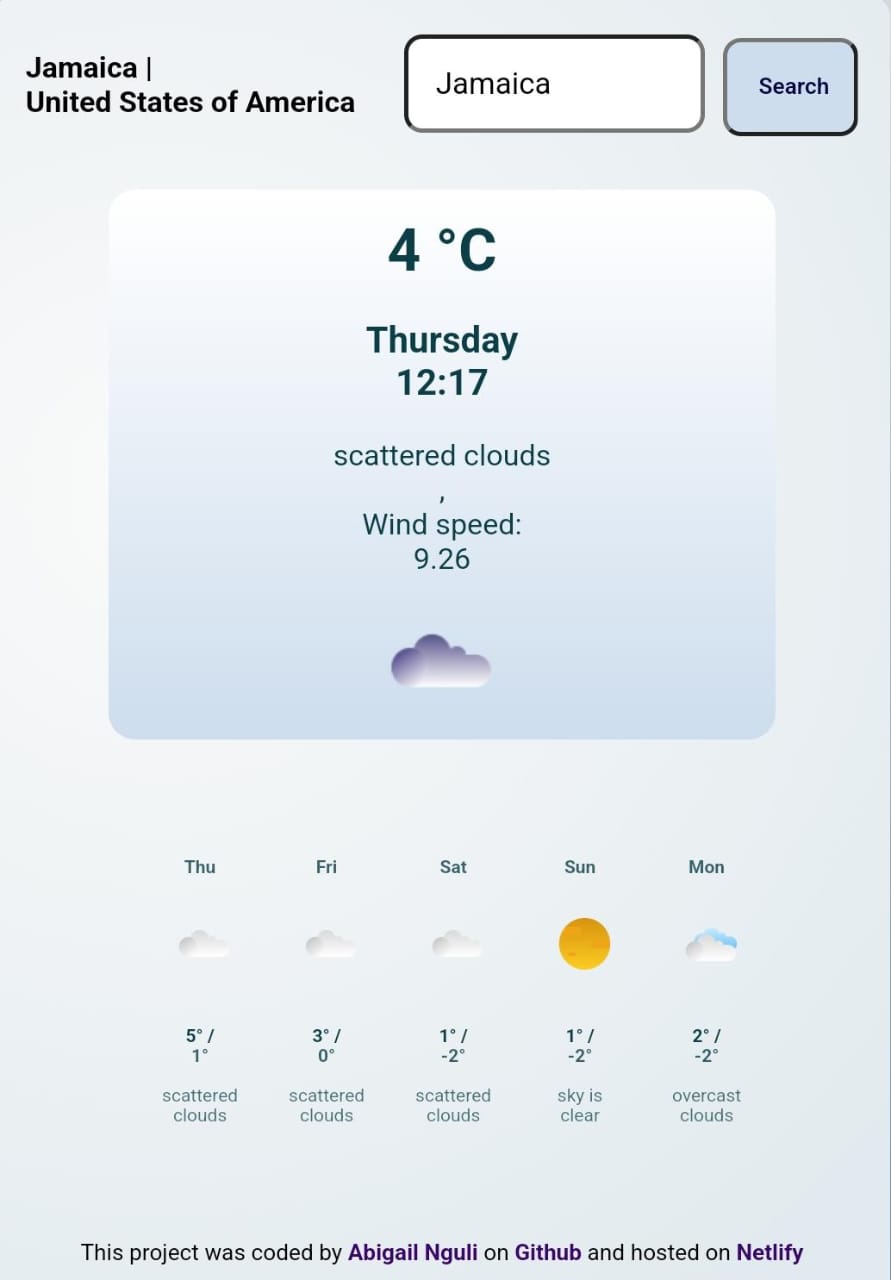 Jamaica |
United States of America
Jamaica
Search
4 °C
Thursday
12:17
scattered clouds
,
Wind speed:
9.26
Thu Fri Sat Sun Mon
5° / 3° / 1° / 1° / 2° /
1° 0° -2° -2° -2°
scattered scattered scattered sky is overcast
clouds clouds clouds clear clouds
This project was coded by Abigail Nguli on Github and hosted on Netlify